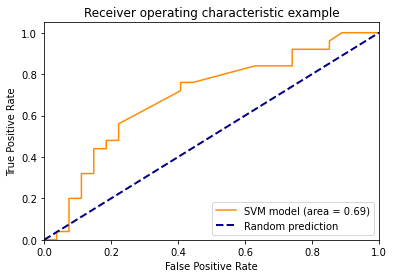 Receiver operating characteristic example
True Positive Rate
1.0
0.8
0.6
0.4
0.2
0.0
SVM model (area = 0.69)
Random prediction
0.0 0.2 0.4 0.6 0.8 1.0
False Positive Rate